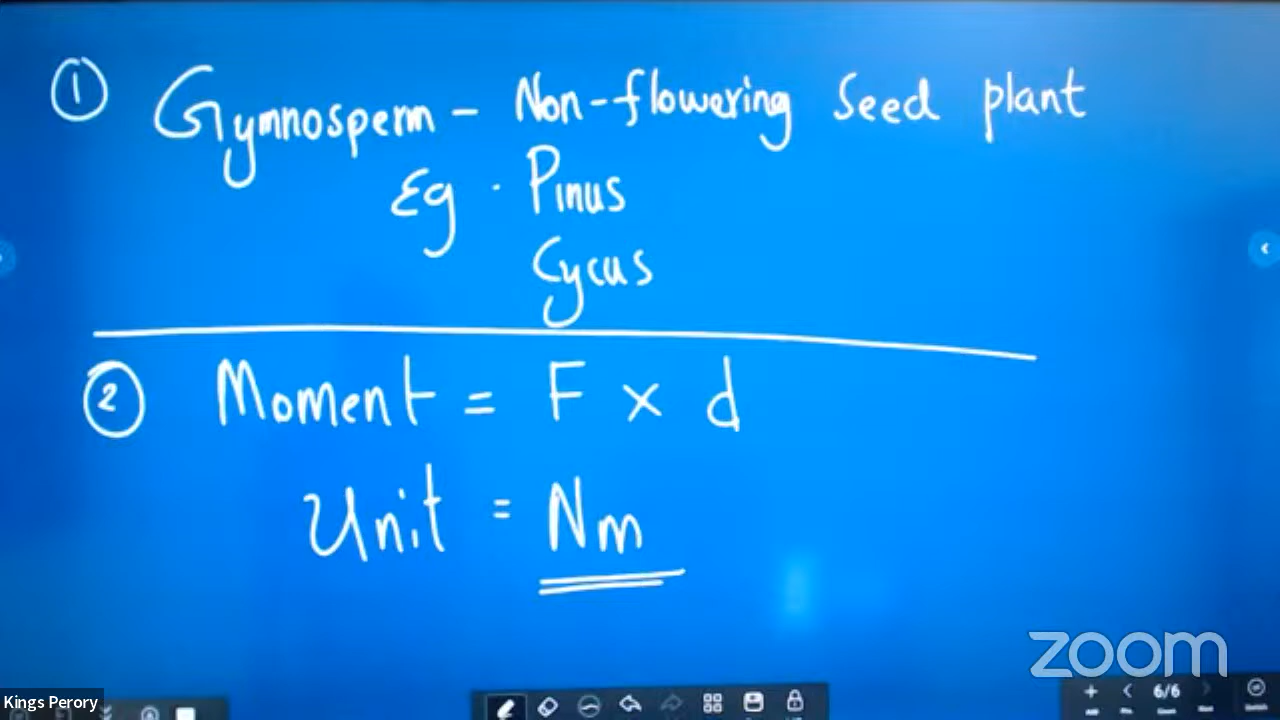 ① Gymnosperm - Non-flowering Seed plant
Eg . Pinus
Cycus
② Moment = F × d
Unit = Nm
zoom
Kings Perory
6/6